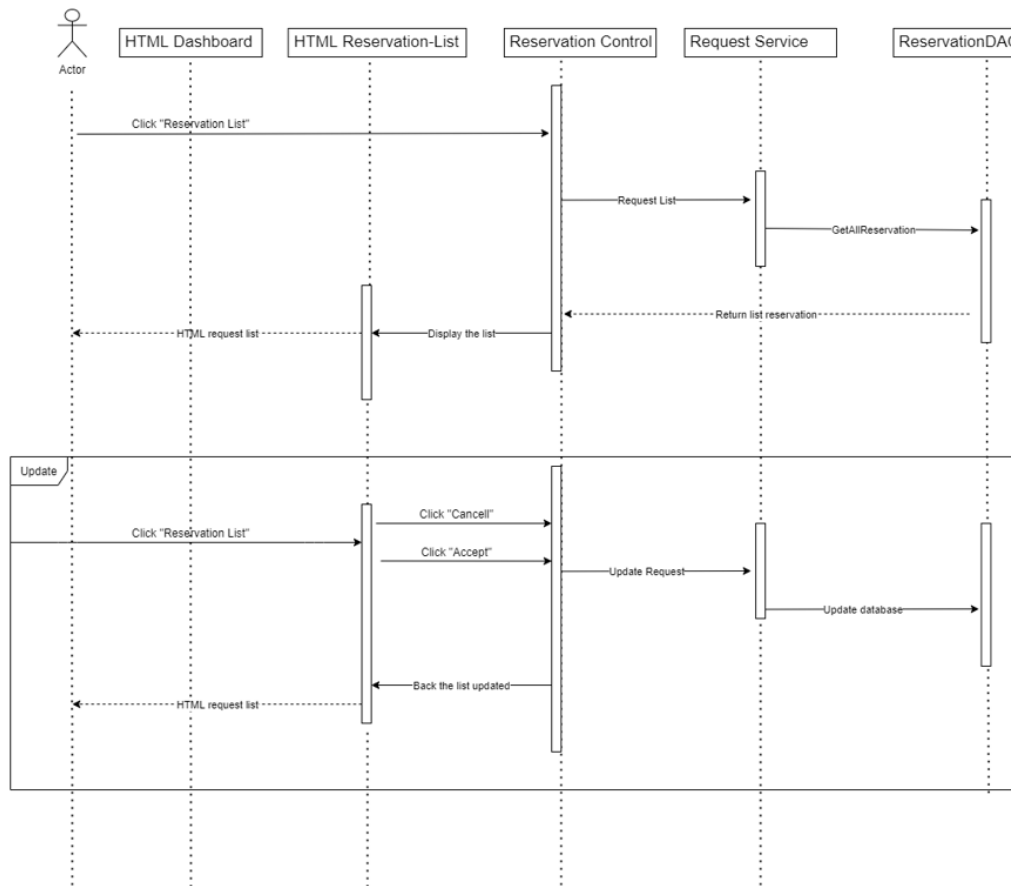 HTML Dashboard
HTML Reservation-List
Reservation Control
Request Service
ReservationDAO
Actor
Click "Reservation List"
Request List
GetAllReservation
Return list reservation
Display the list
HTML request list
Update
Click "Cancell"
Click "Reservation List"
Click "Accept"
Update Request
Update database
Back the list updated
HTML request list